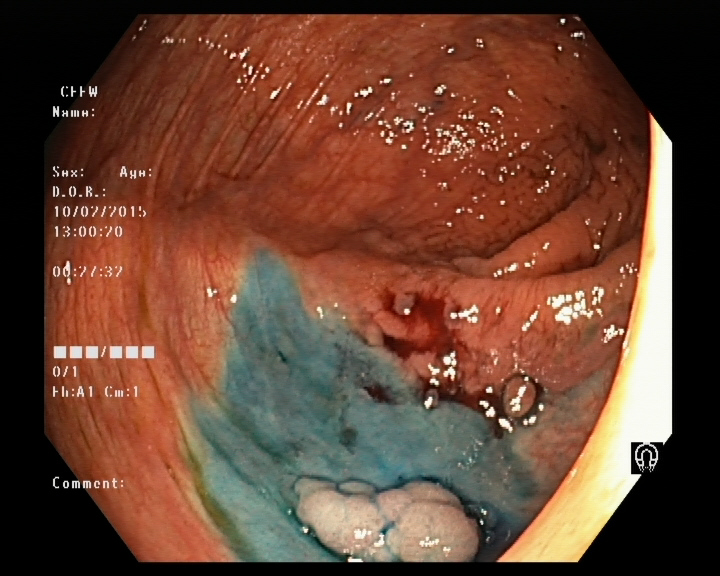 CFFW
Name:
Sex: Age:
D.O.B.:
10/02/2015
13:00:20
00:27:32
■■■/■■■
0/1
Eh:A1 Cm:1
Comment: